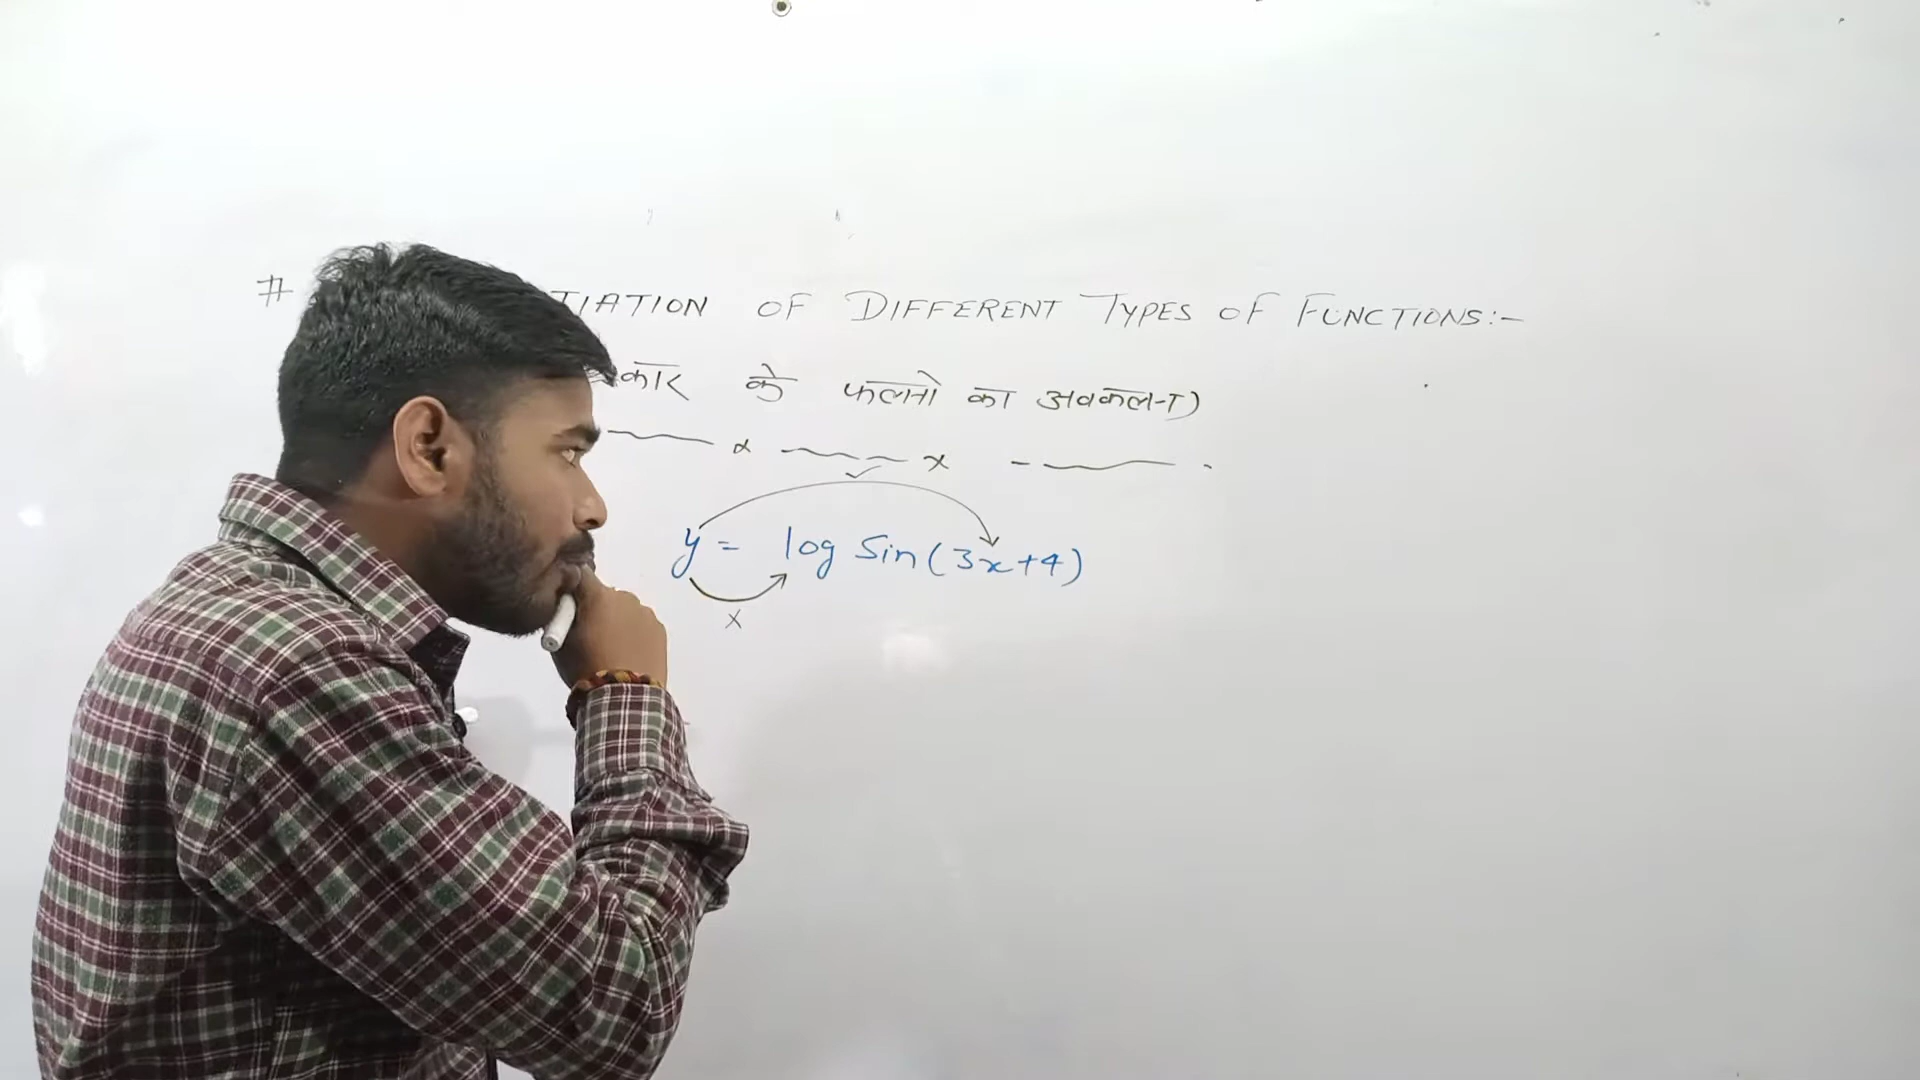 # TIATION OF DIFFERENT TYPES OF FUNCTIONS:-
कार के फलनो का अवकलन)
y = log Sin(3x+4)
x